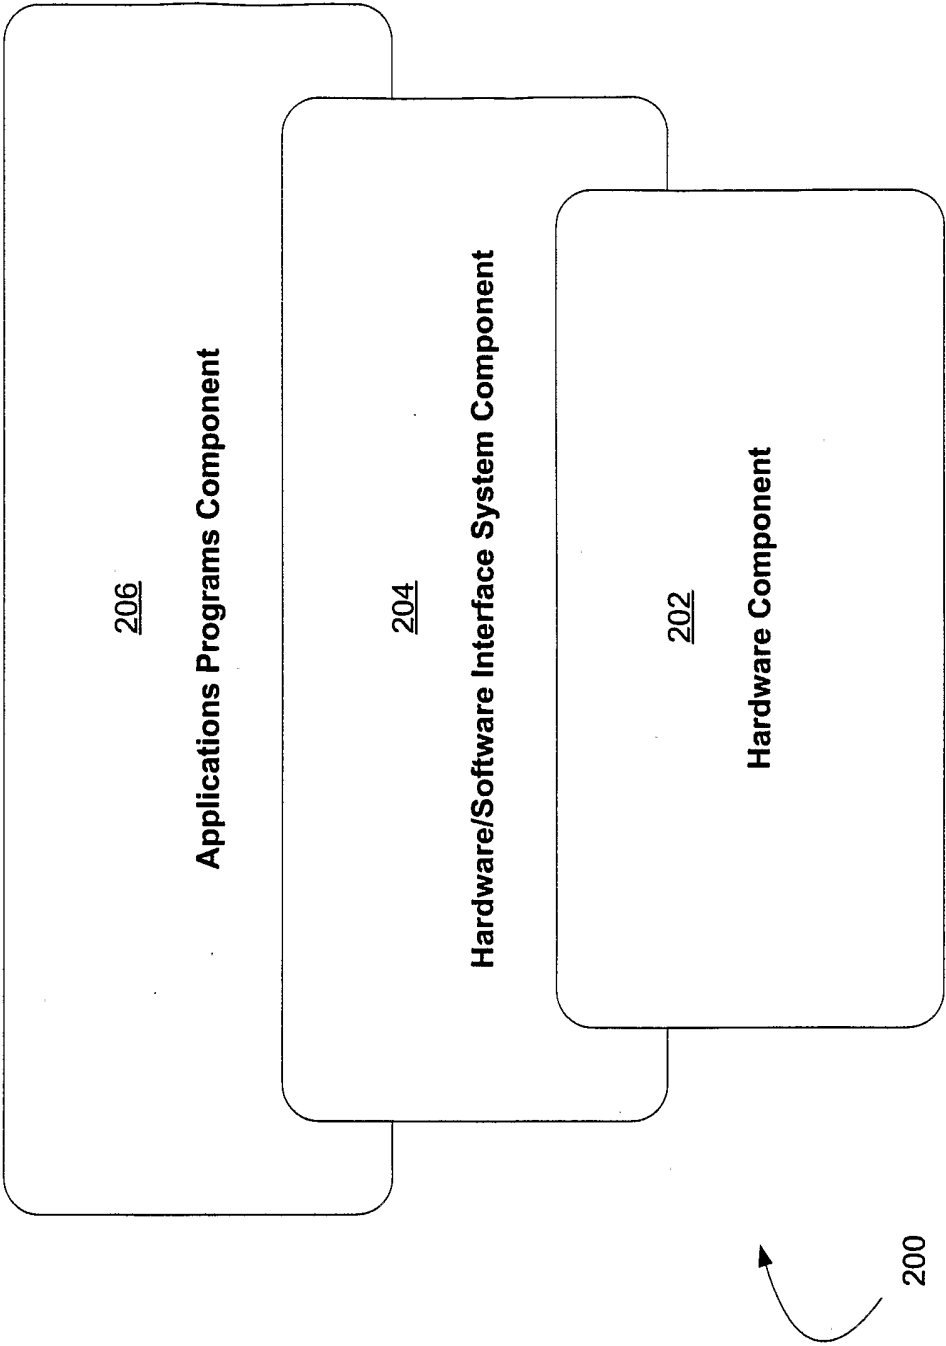 206
Applications Programs Component
204
Hardware/Software Interface System Component
202
Hardware Component
200